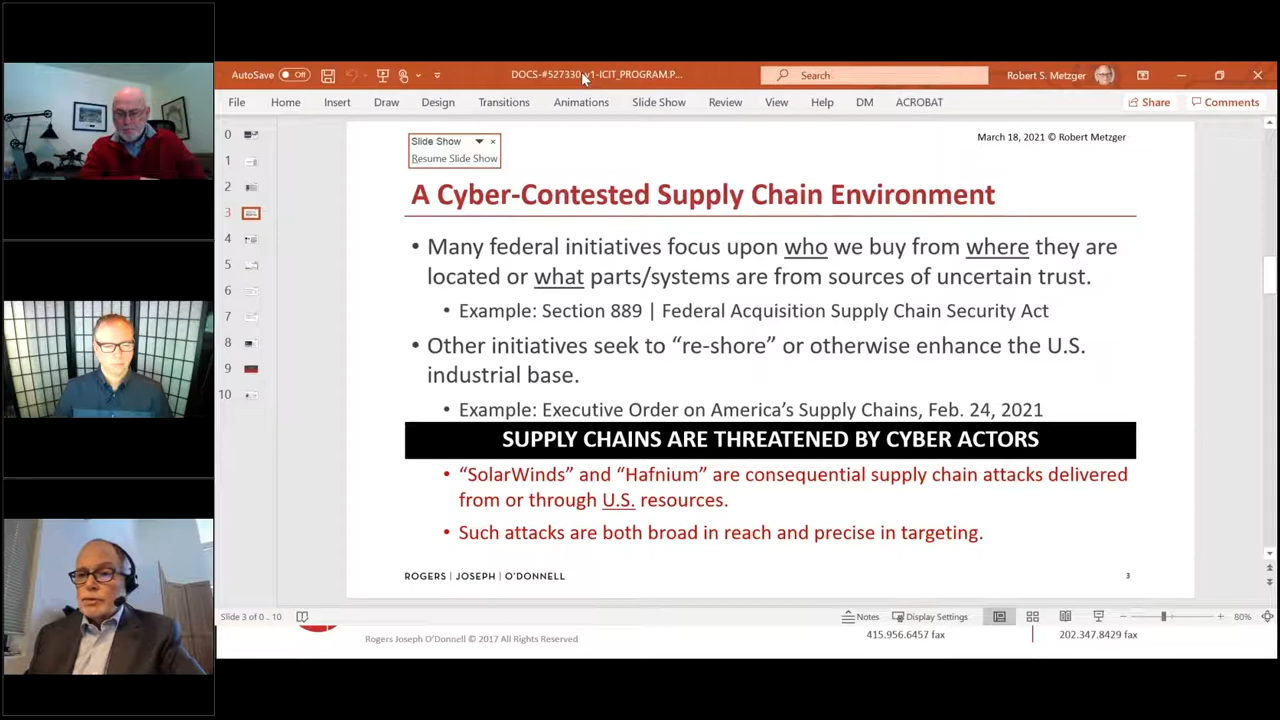 AutoSave Off DOCS-#527330_v1-ICIT_PROGRAM.P... Search Robert S. Metzger
File Home Insert Draw Design Transitions Animations Slide Show Review View Help DM ACROBAT Share Comments
0
1
2
3
4
5
6
7
8
9
10
Slide Show
Resume Slide Show
March 18, 2021 © Robert Metzger
A Cyber-Contested Supply Chain Environment
• Many federal initiatives focus upon who we buy from where they are
located or what parts/systems are from sources of uncertain trust.
• Example: Section 889 | Federal Acquisition Supply Chain Security Act
• Other initiatives seek to “re-shore” or otherwise enhance the U.S.
industrial base.
• Example: Executive Order on America’s Supply Chains, Feb. 24, 2021
SUPPLY CHAINS ARE THREATENED BY CYBER ACTORS
• “SolarWinds” and “Hafnium” are consequential supply chain attacks delivered
from or through U.S. resources.
• Such attacks are both broad in reach and precise in targeting.
ROGERS | JOSEPH | O’DONNELL 3
Slide 3 of 0 .. 10 Notes Display Settings 80%
Rogers Joseph O’Donnell © 2017 All Rights Reserved 415.956.6457 fax 202.347.8429 fax